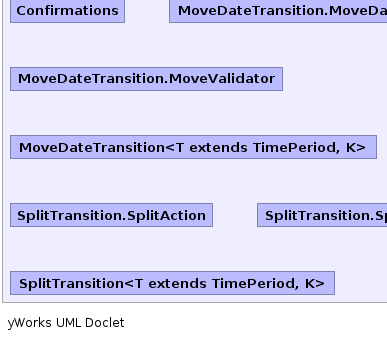 Confirmations MoveDateTransition.MoveDa
MoveDateTransition.MoveValidator
MoveDateTransition<T extends TimePeriod, K>
SplitTransition.SplitAction SplitTransition.Sp
SplitTransition<T extends TimePeriod, K>
yWorks UML Doclet